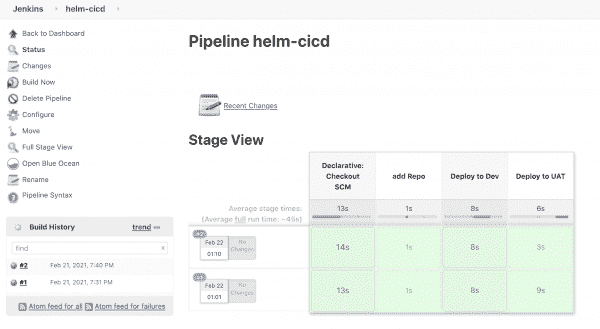 Jenkins helm-cicd
Back to Dashboard
Status
Changes
Build Now
Delete Pipeline
Configure
Move
Full Stage View
Open Blue Ocean
Rename
Pipeline Syntax
Build History trend
find x
#2 Feb 21, 2021, 7:40 PM
#1 Feb 21, 2021, 7:31 PM
Atom feed for all Atom feed for failures
Pipeline helm-cicd
Recent Changes
Stage View
Declarative: Checkout SCM
add Repo
Deploy to Dev
Deploy to UAT
Average stage times:
(Average full run time: ~45s)
13s 1s 8s 6s
#2
Feb 22
01:10
No
Changes
14s 1s 8s 3s
#1
Feb 22
01:01
No
Changes
13s 1s 8s 9s